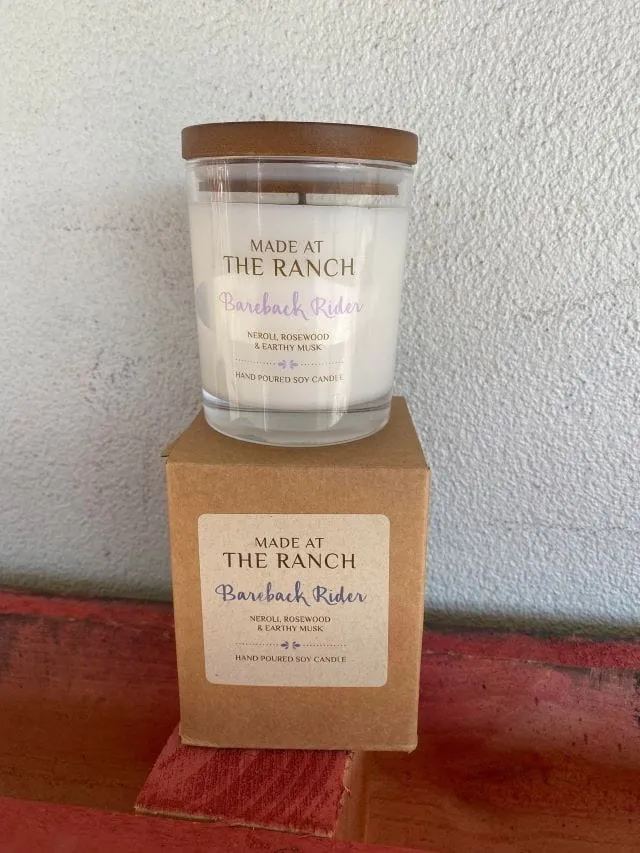 MADE AT
THE RANCH
Bareback Rider
NEROLI, ROSEWOOD
& EARTHY MUSK
HAND POURED SOY CANDLE
MADE AT
THE RANCH
Bareback Rider
NEROLI, ROSEWOOD
& EARTHY MUSK
HAND POURED SOY CANDLE